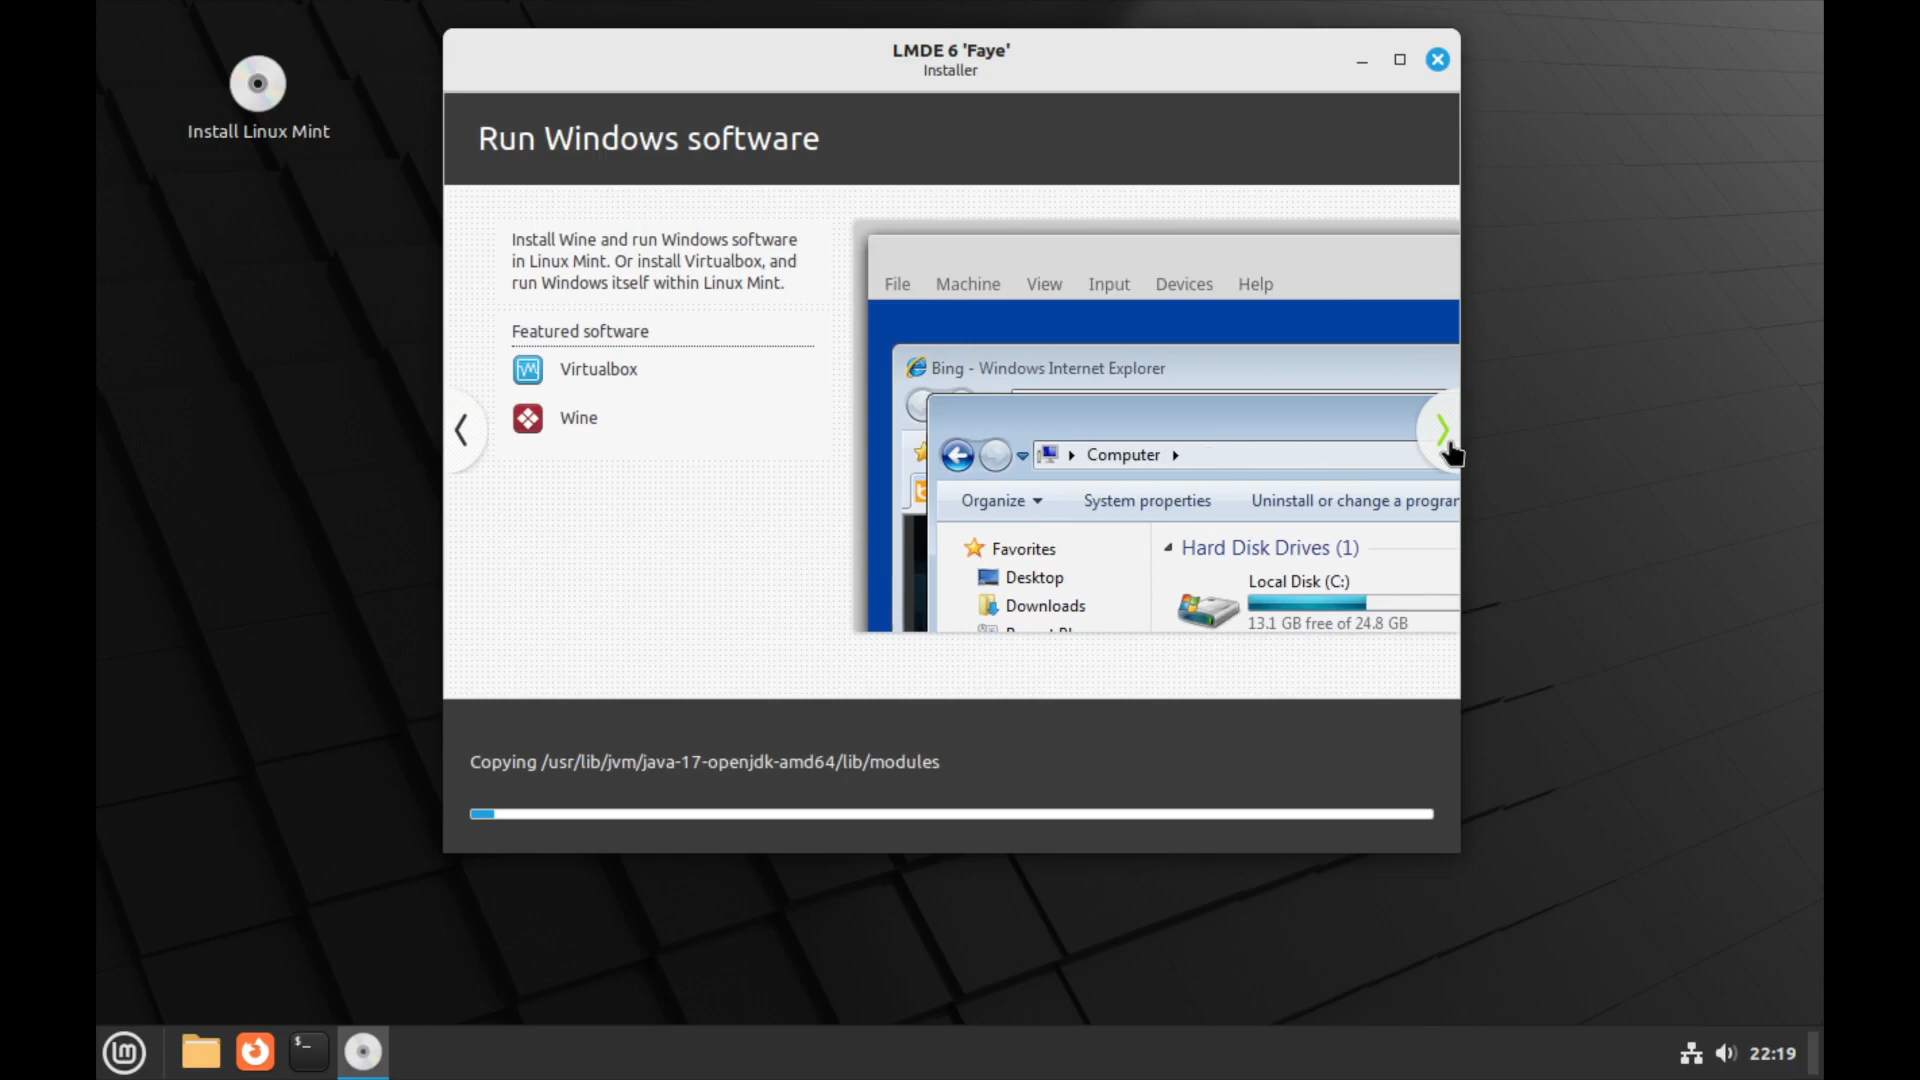 Install Linux Mint
LMDE 6 'Faye'
Installer
Run Windows software
Install Wine and run Windows software
in Linux Mint. Or install Virtualbox, and
run Windows itself within Linux Mint.
Featured software
Virtualbox
Wine
File Machine View Input Devices Help
Bing - Windows Internet Explorer
Computer
Organize System properties Uninstall or change a program
Favorites
Desktop
Downloads
Hard Disk Drives (1)
Local Disk (C:)
13.1 GB free of 24.8 GB
Copying /usr/lib/jvm/java-17-openjdk-amd64/lib/modules
$_
22:19